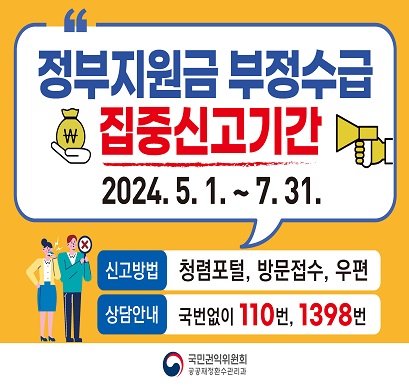 정부지원금 부정수급
집중신고기간
2024. 5. 1. ~ 7. 31.
신고방법 청렴포털, 방문접수, 우편
상담안내 국번없이 110번, 1398번
국민권익위원회
공공재정환수관리과